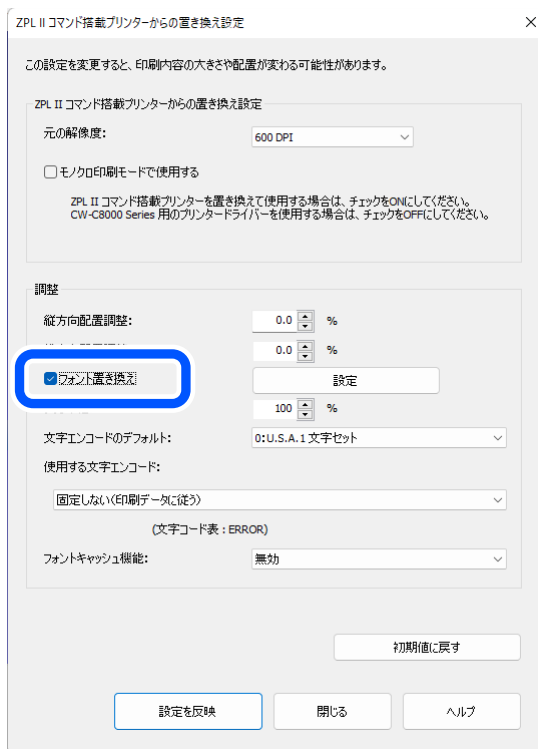 ZPL II コマンド搭載プリンターからの置き換え設定
この設定を変更すると、印刷内容の大きさや配置が変わる可能性があります。
ZPL II コマンド搭載プリンターからの置き換え設定
元の解像度: 600 DPI
モノクロ印刷モードで使用する
ZPL II コマンド搭載プリンターを置き換えて使用する場合は、チェックをONにしてください。
CW-C8000 Series 用のプリンタードライバーを使用する場合は、チェックをOFFにしてください。
調整
縦方向配置調整: 0.0 %
0.0 %
フォント置き換え 設定
100 %
文字エンコードのデフォルト: 0:U.S.A.1 文字セット
使用する文字エンコード:
固定しない(印刷データに従う)
(文字コード表 : ERROR)
フォントキャッシュ機能: 無効
初期値に戻す
設定を反映 閉じる ヘルプ